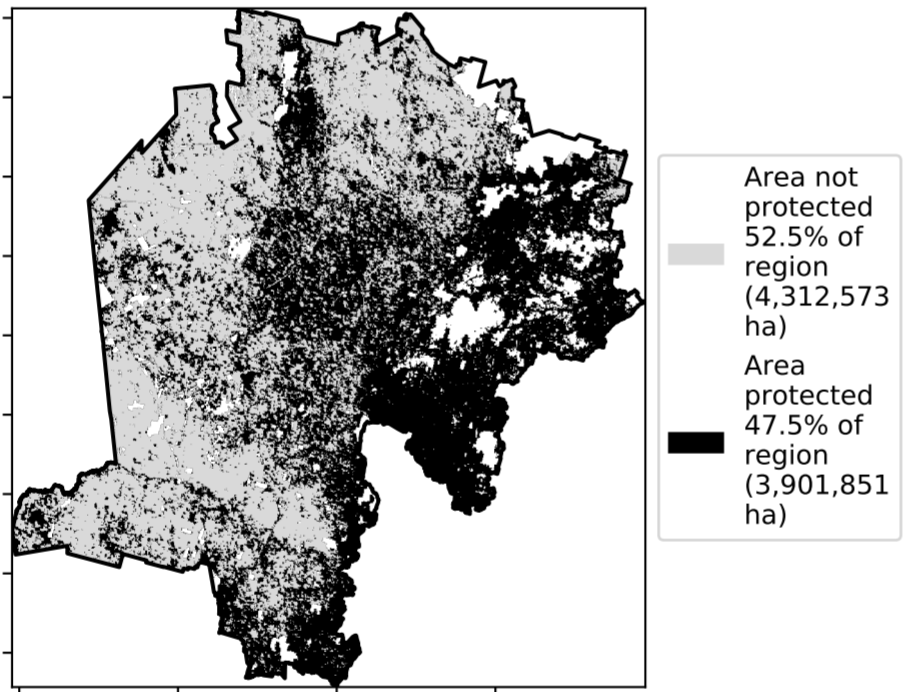 Area not
protected
52.5% of
region
(4,312,573
ha)
Area
protected
47.5% of
region
(3,901,851
ha)